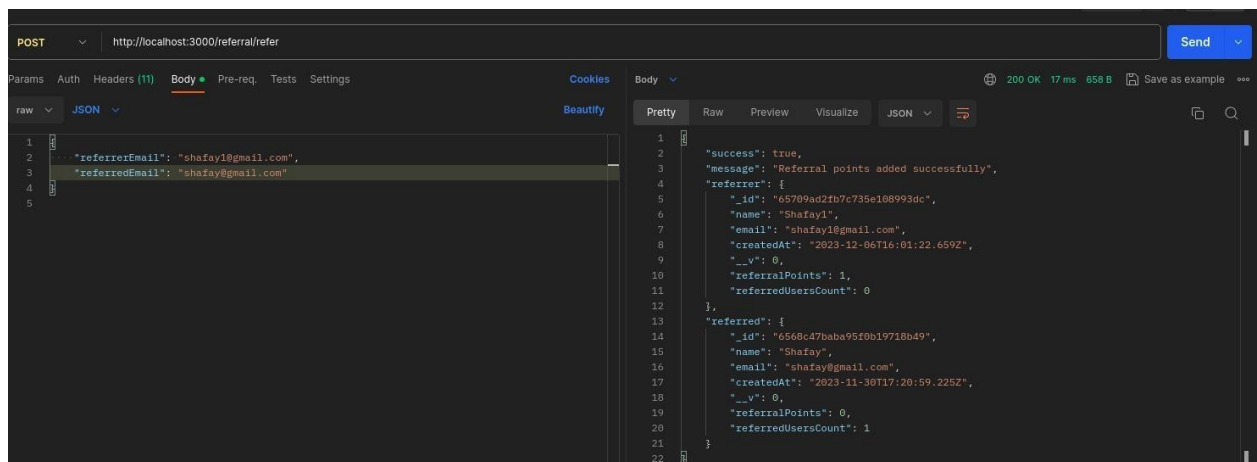 POST http://localhost:3000/referral/refer Send
Params Auth Headers (11) Body Pre-req. Tests Settings Cookies
raw JSON Beautify
1 {
2 "referrerEmail": "shafay1@gmail.com",
3 "referredEmail": "shafay@gmail.com"
4 }
5
Body 200 OK 17 ms 658 B Save as example
Pretty Raw Preview Visualize JSON
1 {
2 "success": true,
3 "message": "Referral points added successfully",
4 "referrer": {
5 "_id": "65709ad2fb7c735e108993dc",
6 "name": "Shafay1",
7 "email": "shafay1@gmail.com",
8 "createdAt": "2023-12-06T16:01:22.659Z",
9 "__v": 0,
10 "referralPoints": 1,
11 "referredUsersCount": 0
12 },
13 "referred": {
14 "_id": "6568c47baba95f0b19718b49",
15 "name": "Shafay",
16 "email": "shafay@gmail.com",
17 "createdAt": "2023-11-30T17:20:59.225Z",
18 "__v": 0,
19 "referralPoints": 0,
20 "referredUsersCount": 1
21 }
22 }